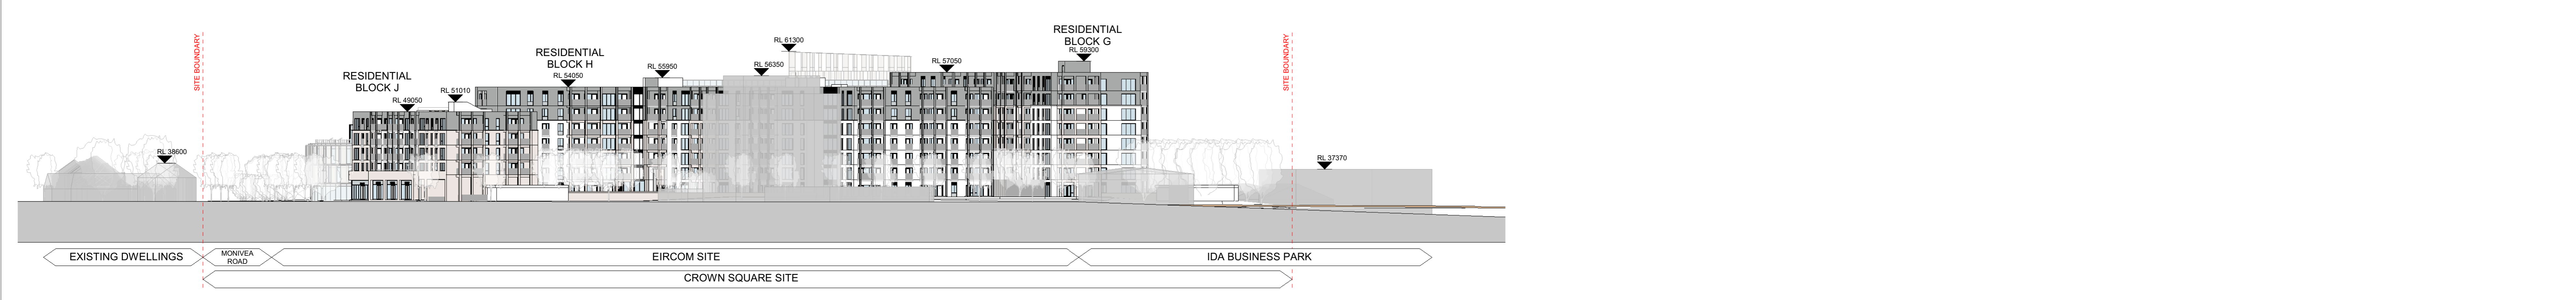 RESIDENTIAL
BLOCK G
RL 59300
SITE BOUNDARY
SITE BOUNDARY
RL 61300
RESIDENTIAL
BLOCK H
RL 54050
RL 55950
RL 56350
RL 57050
RESIDENTIAL
BLOCK J
RL 49050
RL 51010
RL 38600
RL 37370
EXISTING DWELLINGS
MONIVEA
ROAD
EIRCOM SITE
IDA BUSINESS PARK
CROWN SQUARE SITE